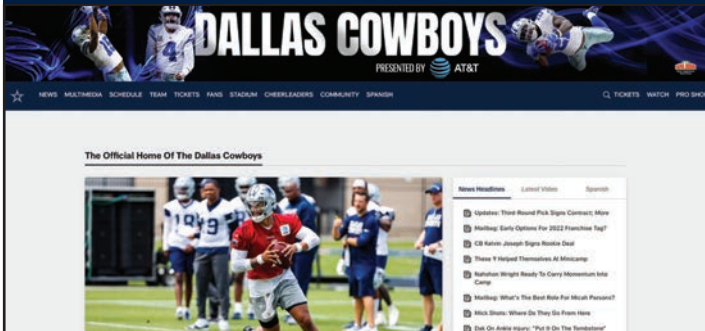 DALLAS COWBOYS
PRESENTED BY AT&T
NEWS MULTIMEDIA SCHEDULE TEAM TICKETS FANS STADIUM CHEERLEADERS COMMUNITY SPANISH TICKETS WATCH PRO SHO
The Official Home Of The Dallas Cowboys
News Headlines Latest Video Spanish
Updates: Third-Round Pick Signs Contract; More
Mailbag: Early Options For 2022 Franchise Tag?
CB Kelvin Joseph Signs Rookie Deal
These 9 Helped Themselves At Minicamp
Nahshon Wright Ready To Carry Momentum Into
Camp
Mailbag: What's The Best Role For Micah Parsons?
Mick Shots: Where Do They Go From Here
Dak On Ankle Injury: "Put It On The Tombstone"
4
18
9